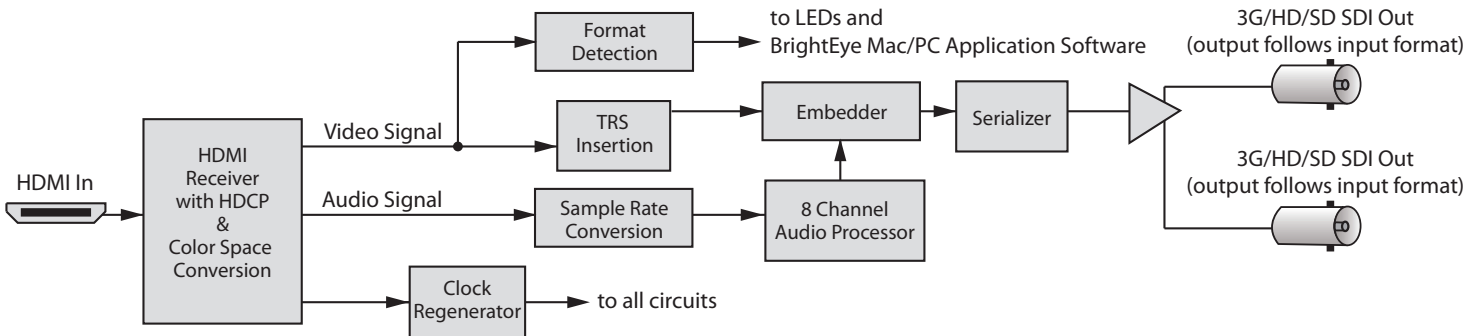 HDMI In
HDMI
Receiver
with HDCP
&
Color Space
Conversion
Video Signal
Audio Signal
Format
Detection
to LEDs and
BrightEye Mac/PC Application Software
TRS
Insertion
Sample Rate
Conversion
Clock
Regenerator
to all circuits
Embedder
8 Channel
Audio Processor
Serializer
3G/HD/SD SDI Out
(output follows input format)
3G/HD/SD SDI Out
(output follows input format)